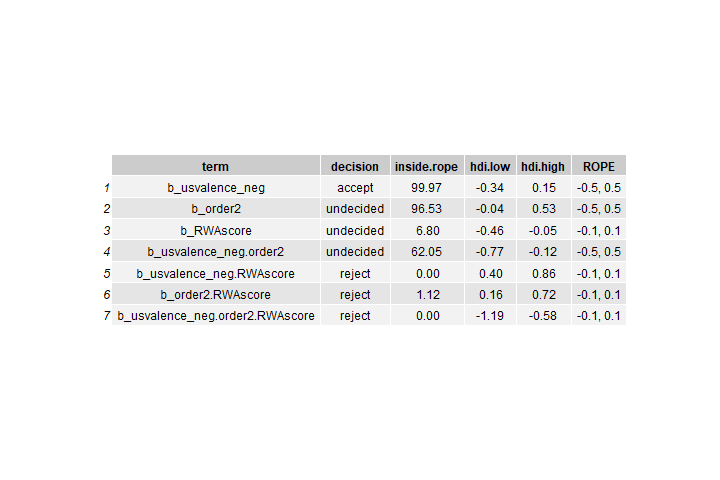 term decision inside.rope hdi.low hdi.high ROPE
1 b_usvalence_neg accept 99.97 -0.34 0.15 -0.5, 0.5
2 b_order2 undecided 96.53 -0.04 0.53 -0.5, 0.5
3 b_RWAscore undecided 6.80 -0.46 -0.05 -0.1, 0.1
4 b_usvalence_neg.order2 undecided 62.05 -0.77 -0.12 -0.5, 0.5
5 b_usvalence_neg.RWAscore reject 0.00 0.40 0.86 -0.1, 0.1
6 b_order2.RWAscore reject 1.12 0.16 0.72 -0.1, 0.1
7 b_usvalence_neg.order2.RWAscore reject 0.00 -1.19 -0.58 -0.1, 0.1